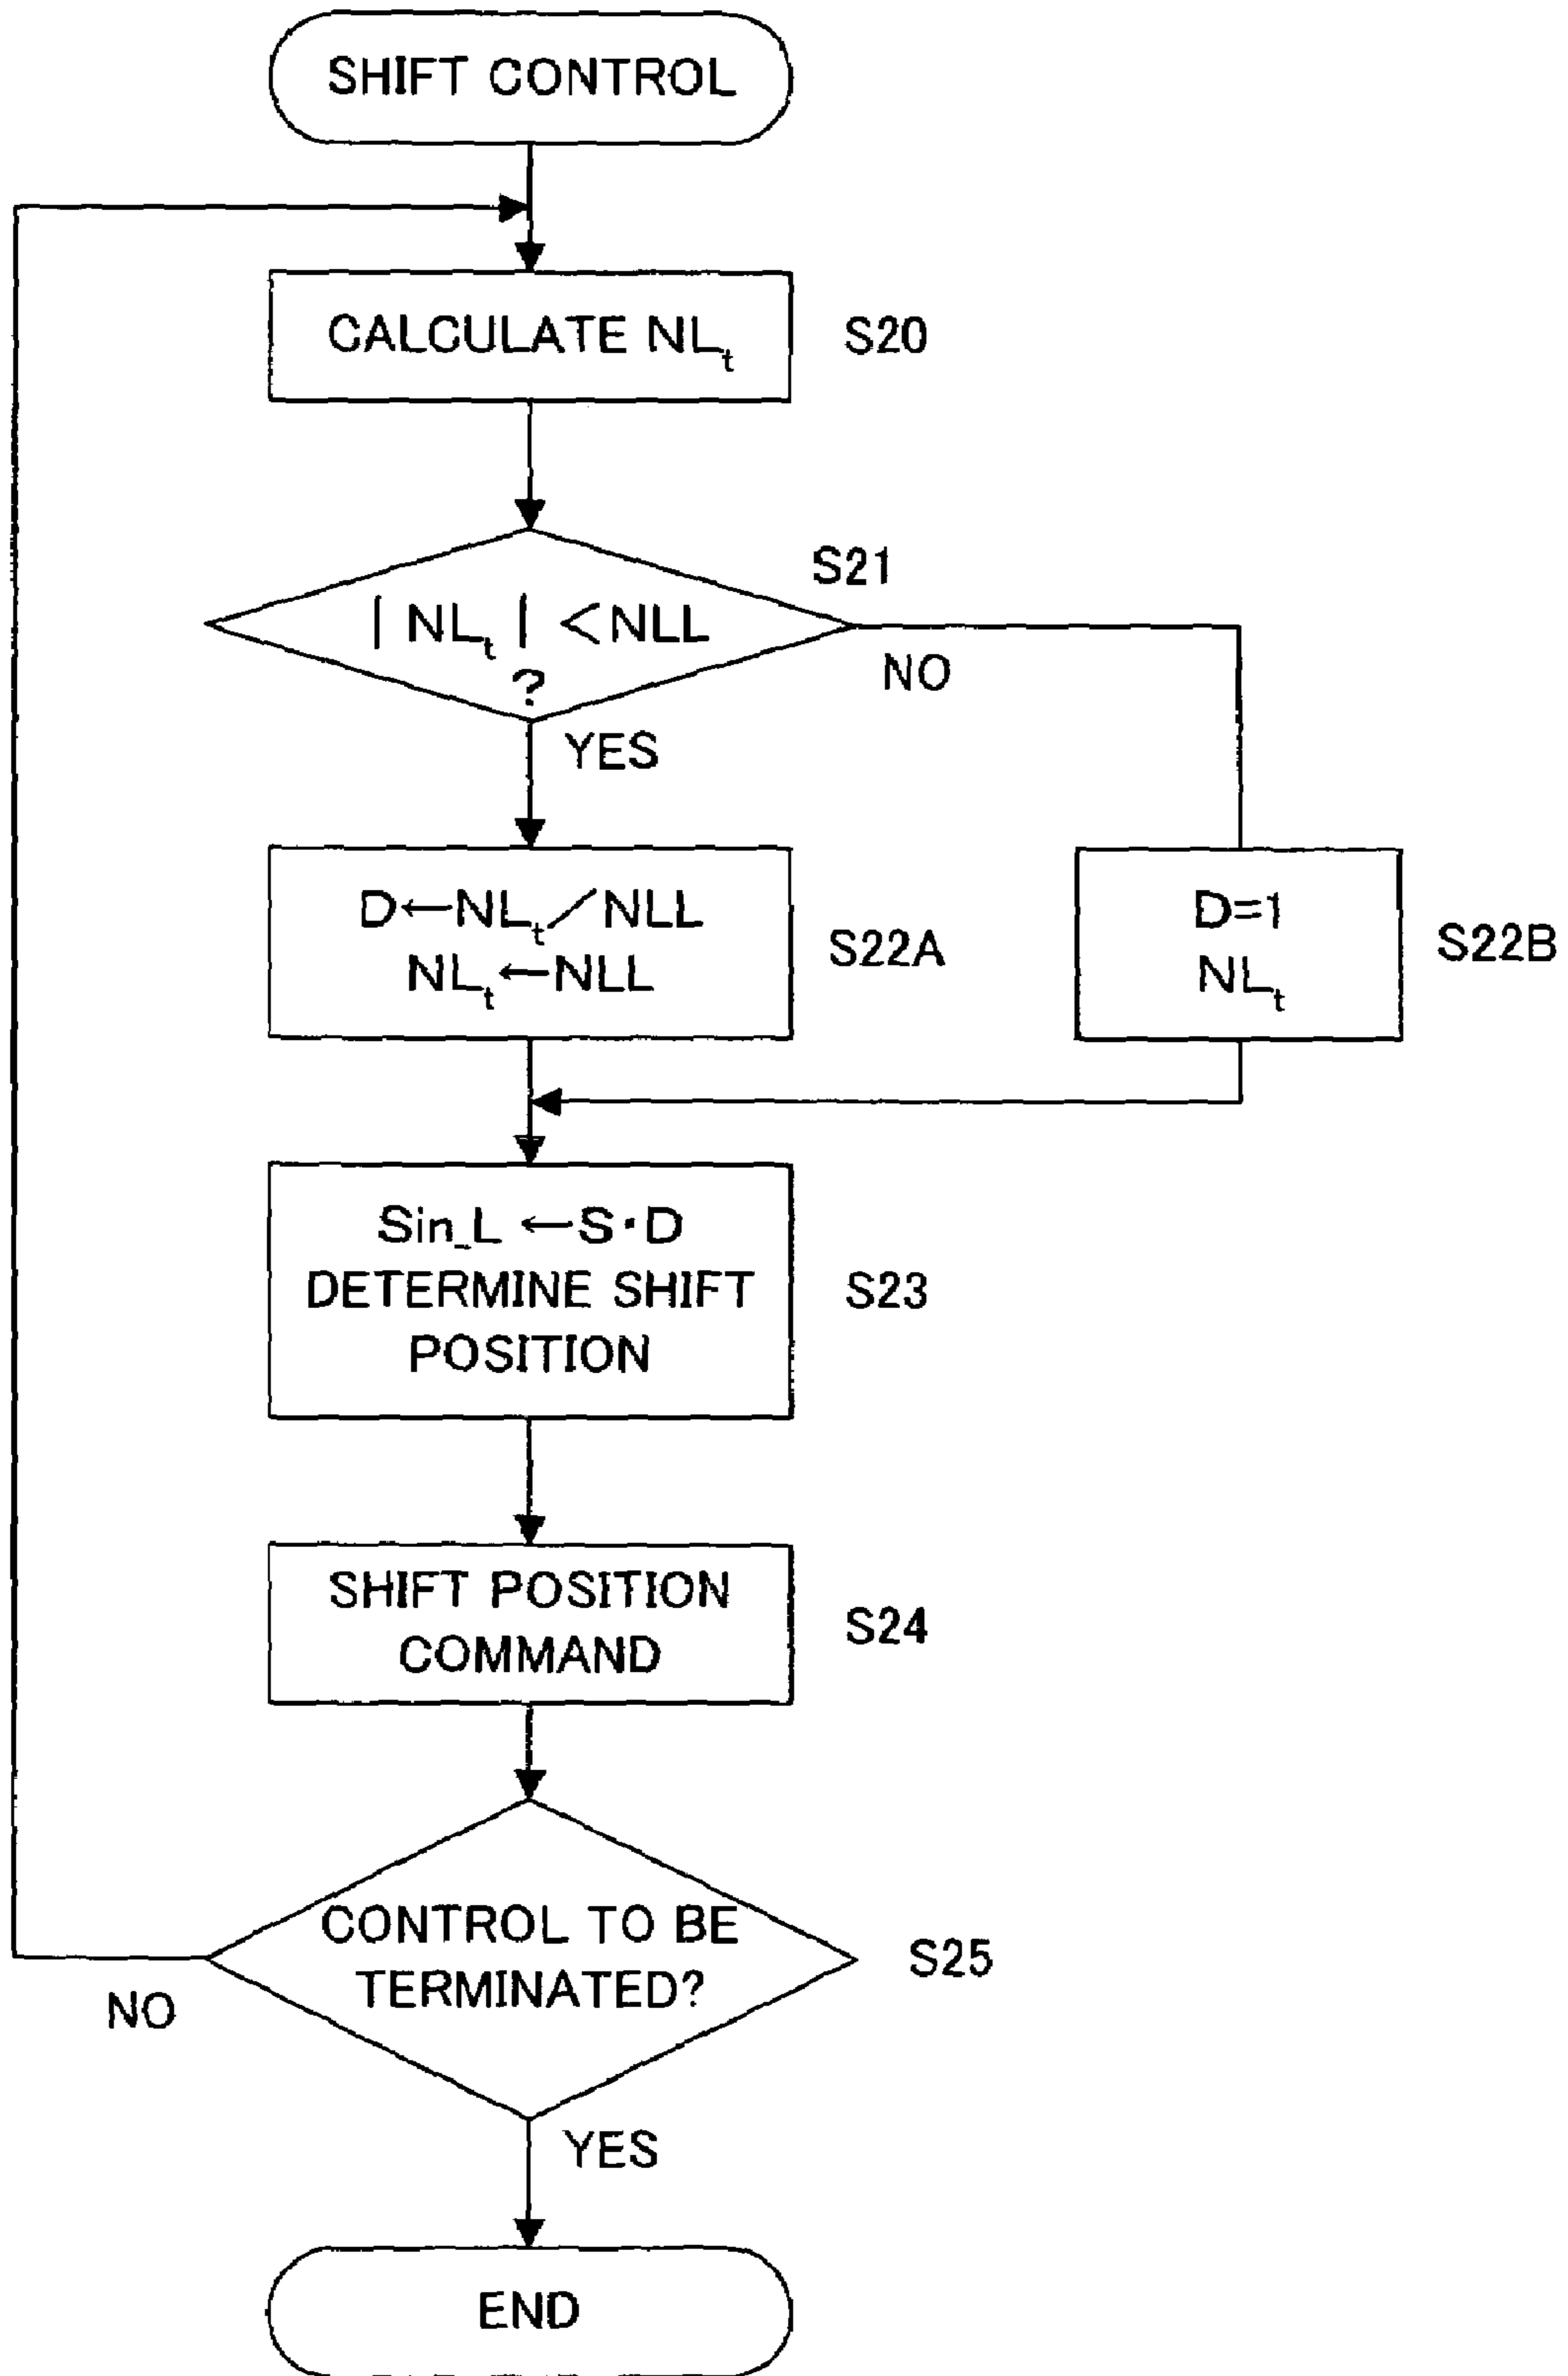 SHIFT CONTROL
CALCULATE NLt
S20
S21
| NLt | <NLL
?
NO
YES
D←NLt/NLL
NLt←NLL
S22A
D=1
NLt
S22B
Sin_L ←S·D
DETERMINE SHIFT
POSITION
S23
SHIFT POSITION
COMMAND
S24
CONTROL TO BE
TERMINATED?
S25
NO
YES
END